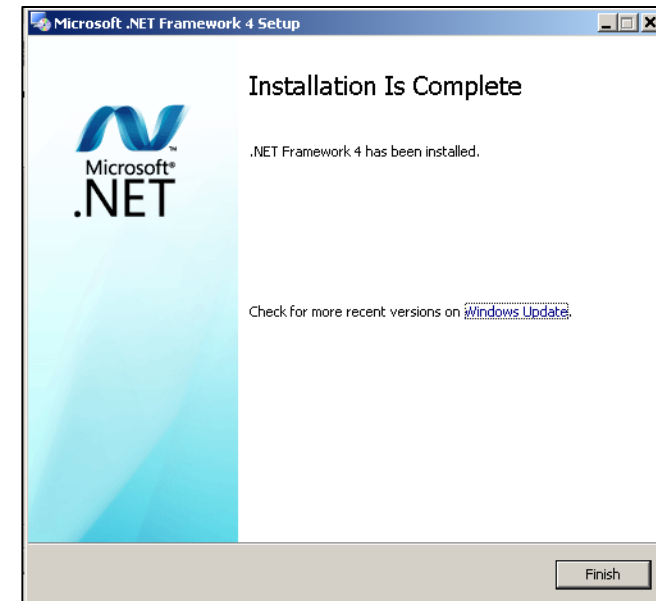 Microsoft .NET Framework 4 Setup
Installation Is Complete
Microsoft®
.NET
.NET Framework 4 has been installed.
Check for more recent versions on Windows Update.
Finish